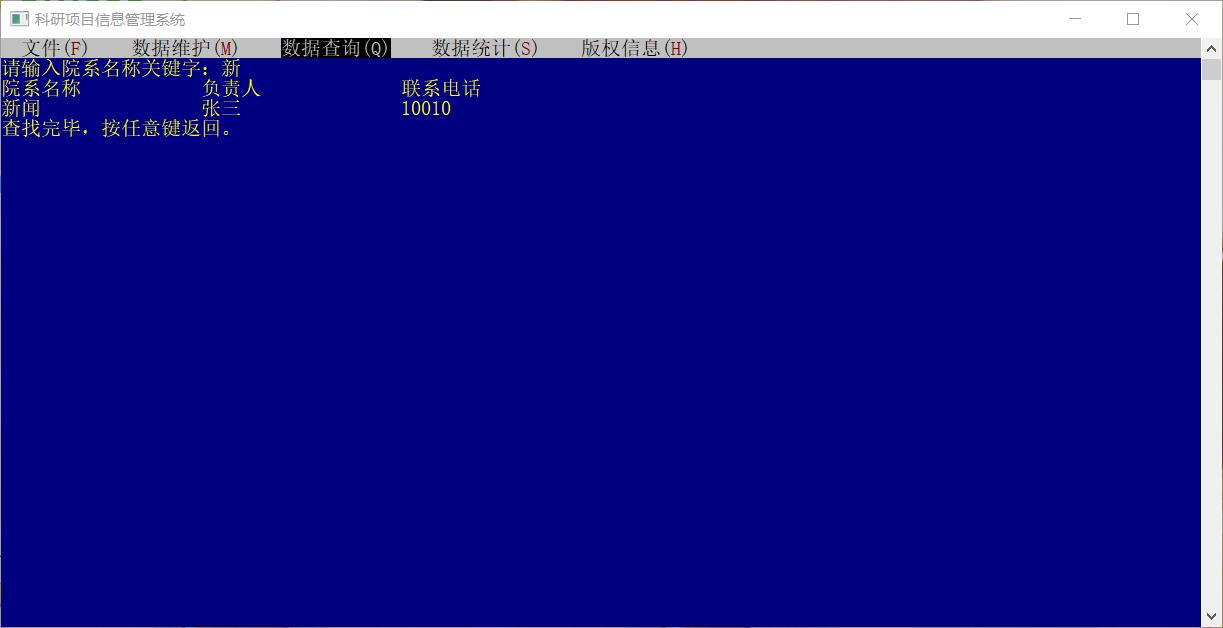 科研项目信息管理系统
文件(F) 数据维护(M) 数据查询(Q) 数据统计(S) 版权信息(H)
请输入院系名称关键字：新
院系名称 负责人 联系电话
新闻 张三 10010
查找完毕，按任意键返回。